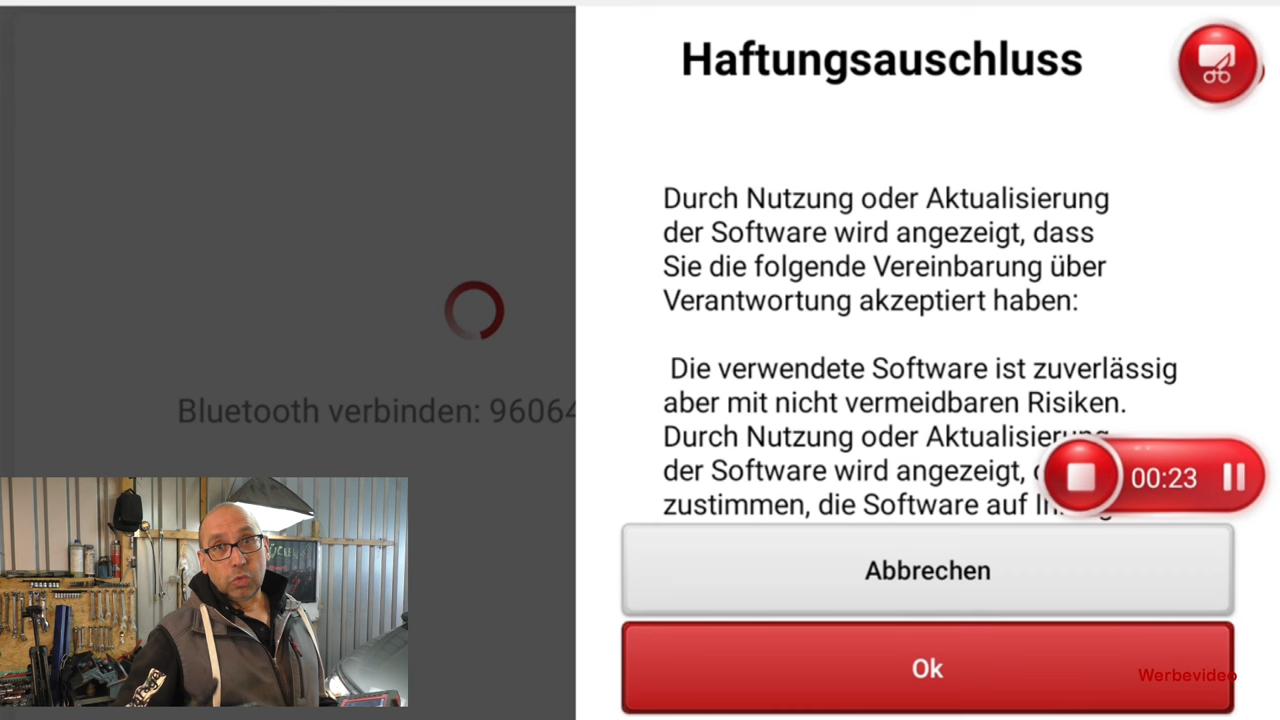 Haftungsauschluss
Durch Nutzung oder Aktualisierung
der Software wird angezeigt, dass
Sie die folgende Vereinbarung über
Verantwortung akzeptiert haben:
Die verwendete Software ist zuverlässig
aber mit nicht vermeidbaren Risiken.
Durch Nutzung oder Aktualisierung
der Software wird angezeigt,
zustimmen, die Software auf
00:23
Bluetooth verbinden: 96064
Abbrechen
Ok
Werbevideo